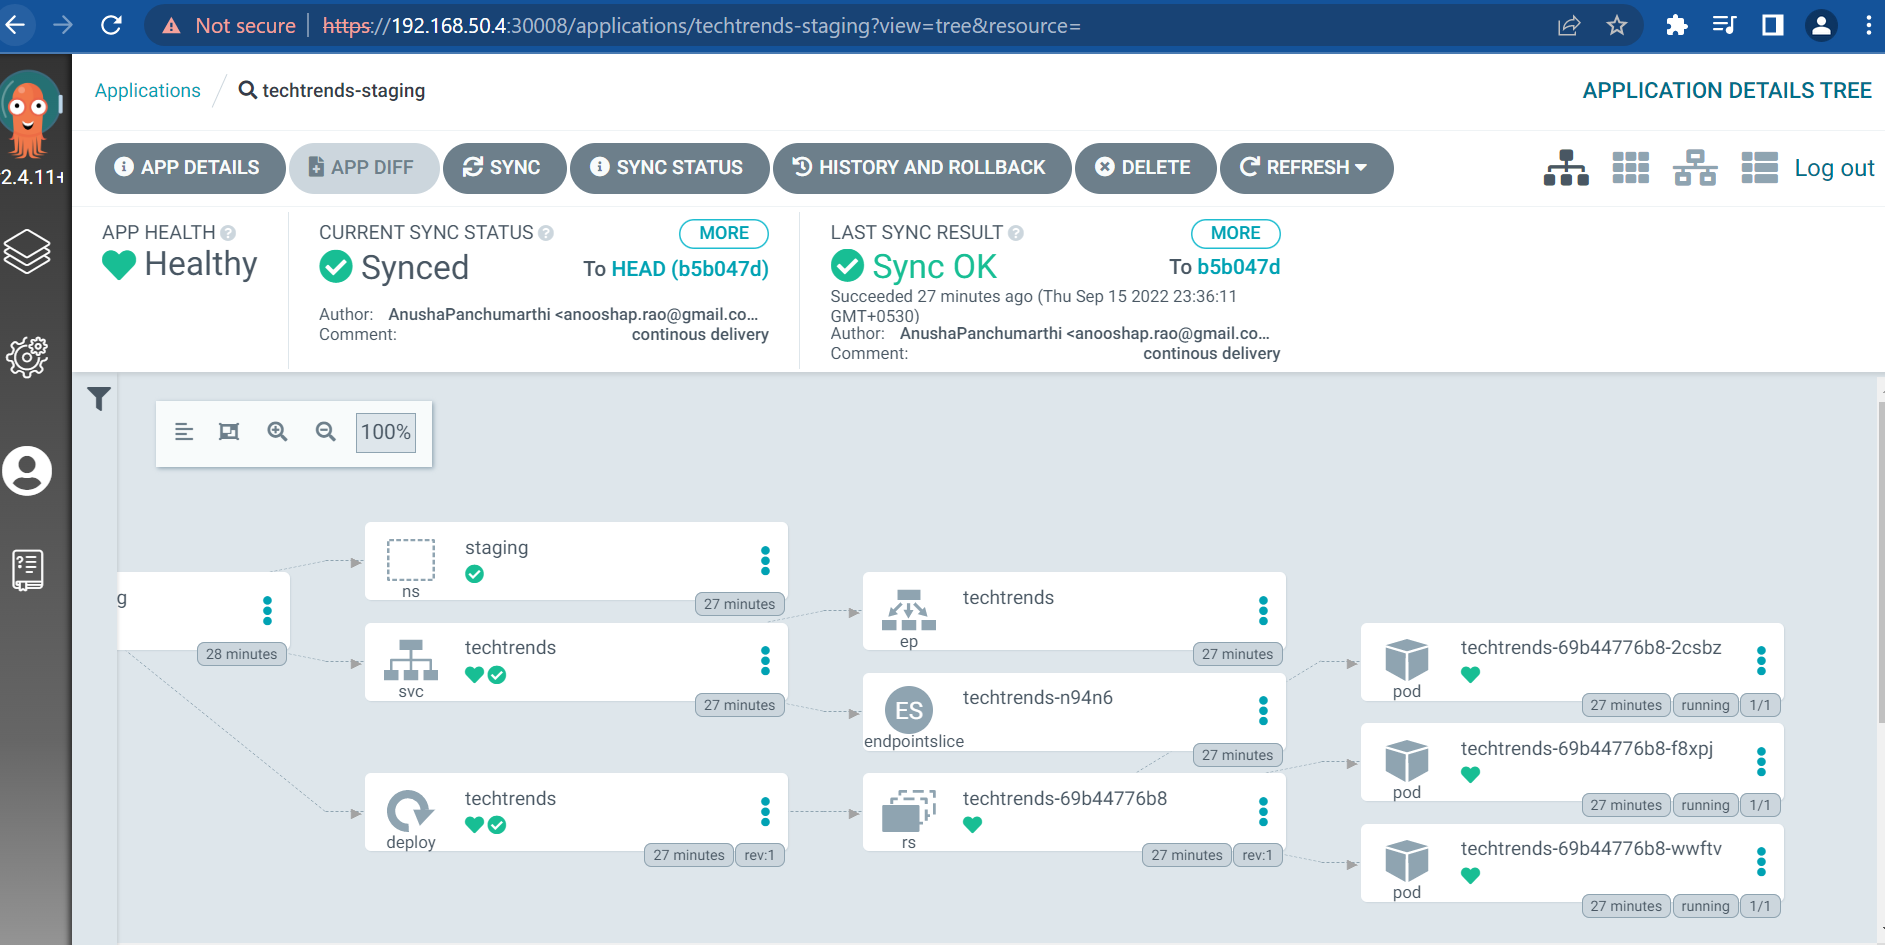 Not secure | https://192.168.50.4:30008/applications/techtrends-staging?view=tree&resource=
Applications / techtrends-staging
APPLICATION DETAILS TREE
2.4.11+
APP DETAILS
APP DIFF
SYNC
SYNC STATUS
HISTORY AND ROLLBACK
DELETE
REFRESH
Log out
APP HEALTH
Healthy
CURRENT SYNC STATUS
MORE
Synced
To HEAD (b5b047d)
Author: AnushaPanchumarthi <anooshap.rao@gmail.co...
Comment: continous delivery
LAST SYNC RESULT
MORE
Sync OK
To b5b047d
Succeeded 27 minutes ago (Thu Sep 15 2022 23:36:11
GMT+0530)
Author: AnushaPanchumarthi <anooshap.rao@gmail.co...
Comment: continous delivery
100%
g
28 minutes
staging
ns
27 minutes
techtrends
svc
27 minutes
techtrends
deploy
27 minutes rev:1
techtrends
ep
27 minutes
ES
techtrends-n94n6
endpointslice
27 minutes
techtrends-69b44776b8
rs
27 minutes rev:1
techtrends-69b44776b8-2csbz
pod
27 minutes running 1/1
techtrends-69b44776b8-f8xpj
pod
27 minutes running 1/1
techtrends-69b44776b8-wwftv
pod
27 minutes running 1/1